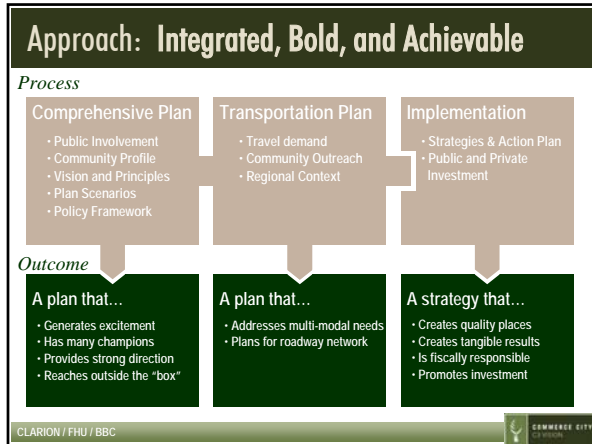 Approach: Integrated, Bold, and Achievable
Process
Comprehensive Plan
· Public Involvement
· Community Profile
· Vision and Principles
· Plan Scenarios
· Policy Framework
Transportation Plan
· Travel demand
· Community Outreach
· Regional Context
Implementation
· Strategies & Action Plan
· Public and Private
Investment
Outcome
A plan that...
· Generates excitement
· Has many champions
· Provides strong direction
· Reaches outside the “box”
A plan that...
· Addresses multi-modal needs
· Plans for roadway network
A strategy that...
· Creates quality places
· Creates tangible results
· Is fiscally responsible
· Promotes investment
CLARION / FHU / BBC
COMMERCE CITY